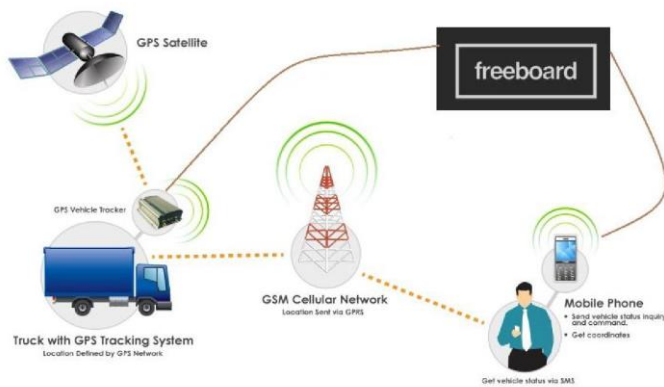 GPS Satellite
freeboard
GPS Vehicle Tracker
GSM Cellular Network
Location Sent via GPRS
Truck with GPS Tracking System
Location Defined by GPS Network
Mobile Phone
• Send vehicle status inquiry
and command.
• Get coordinates
Get vehicle status via SMS